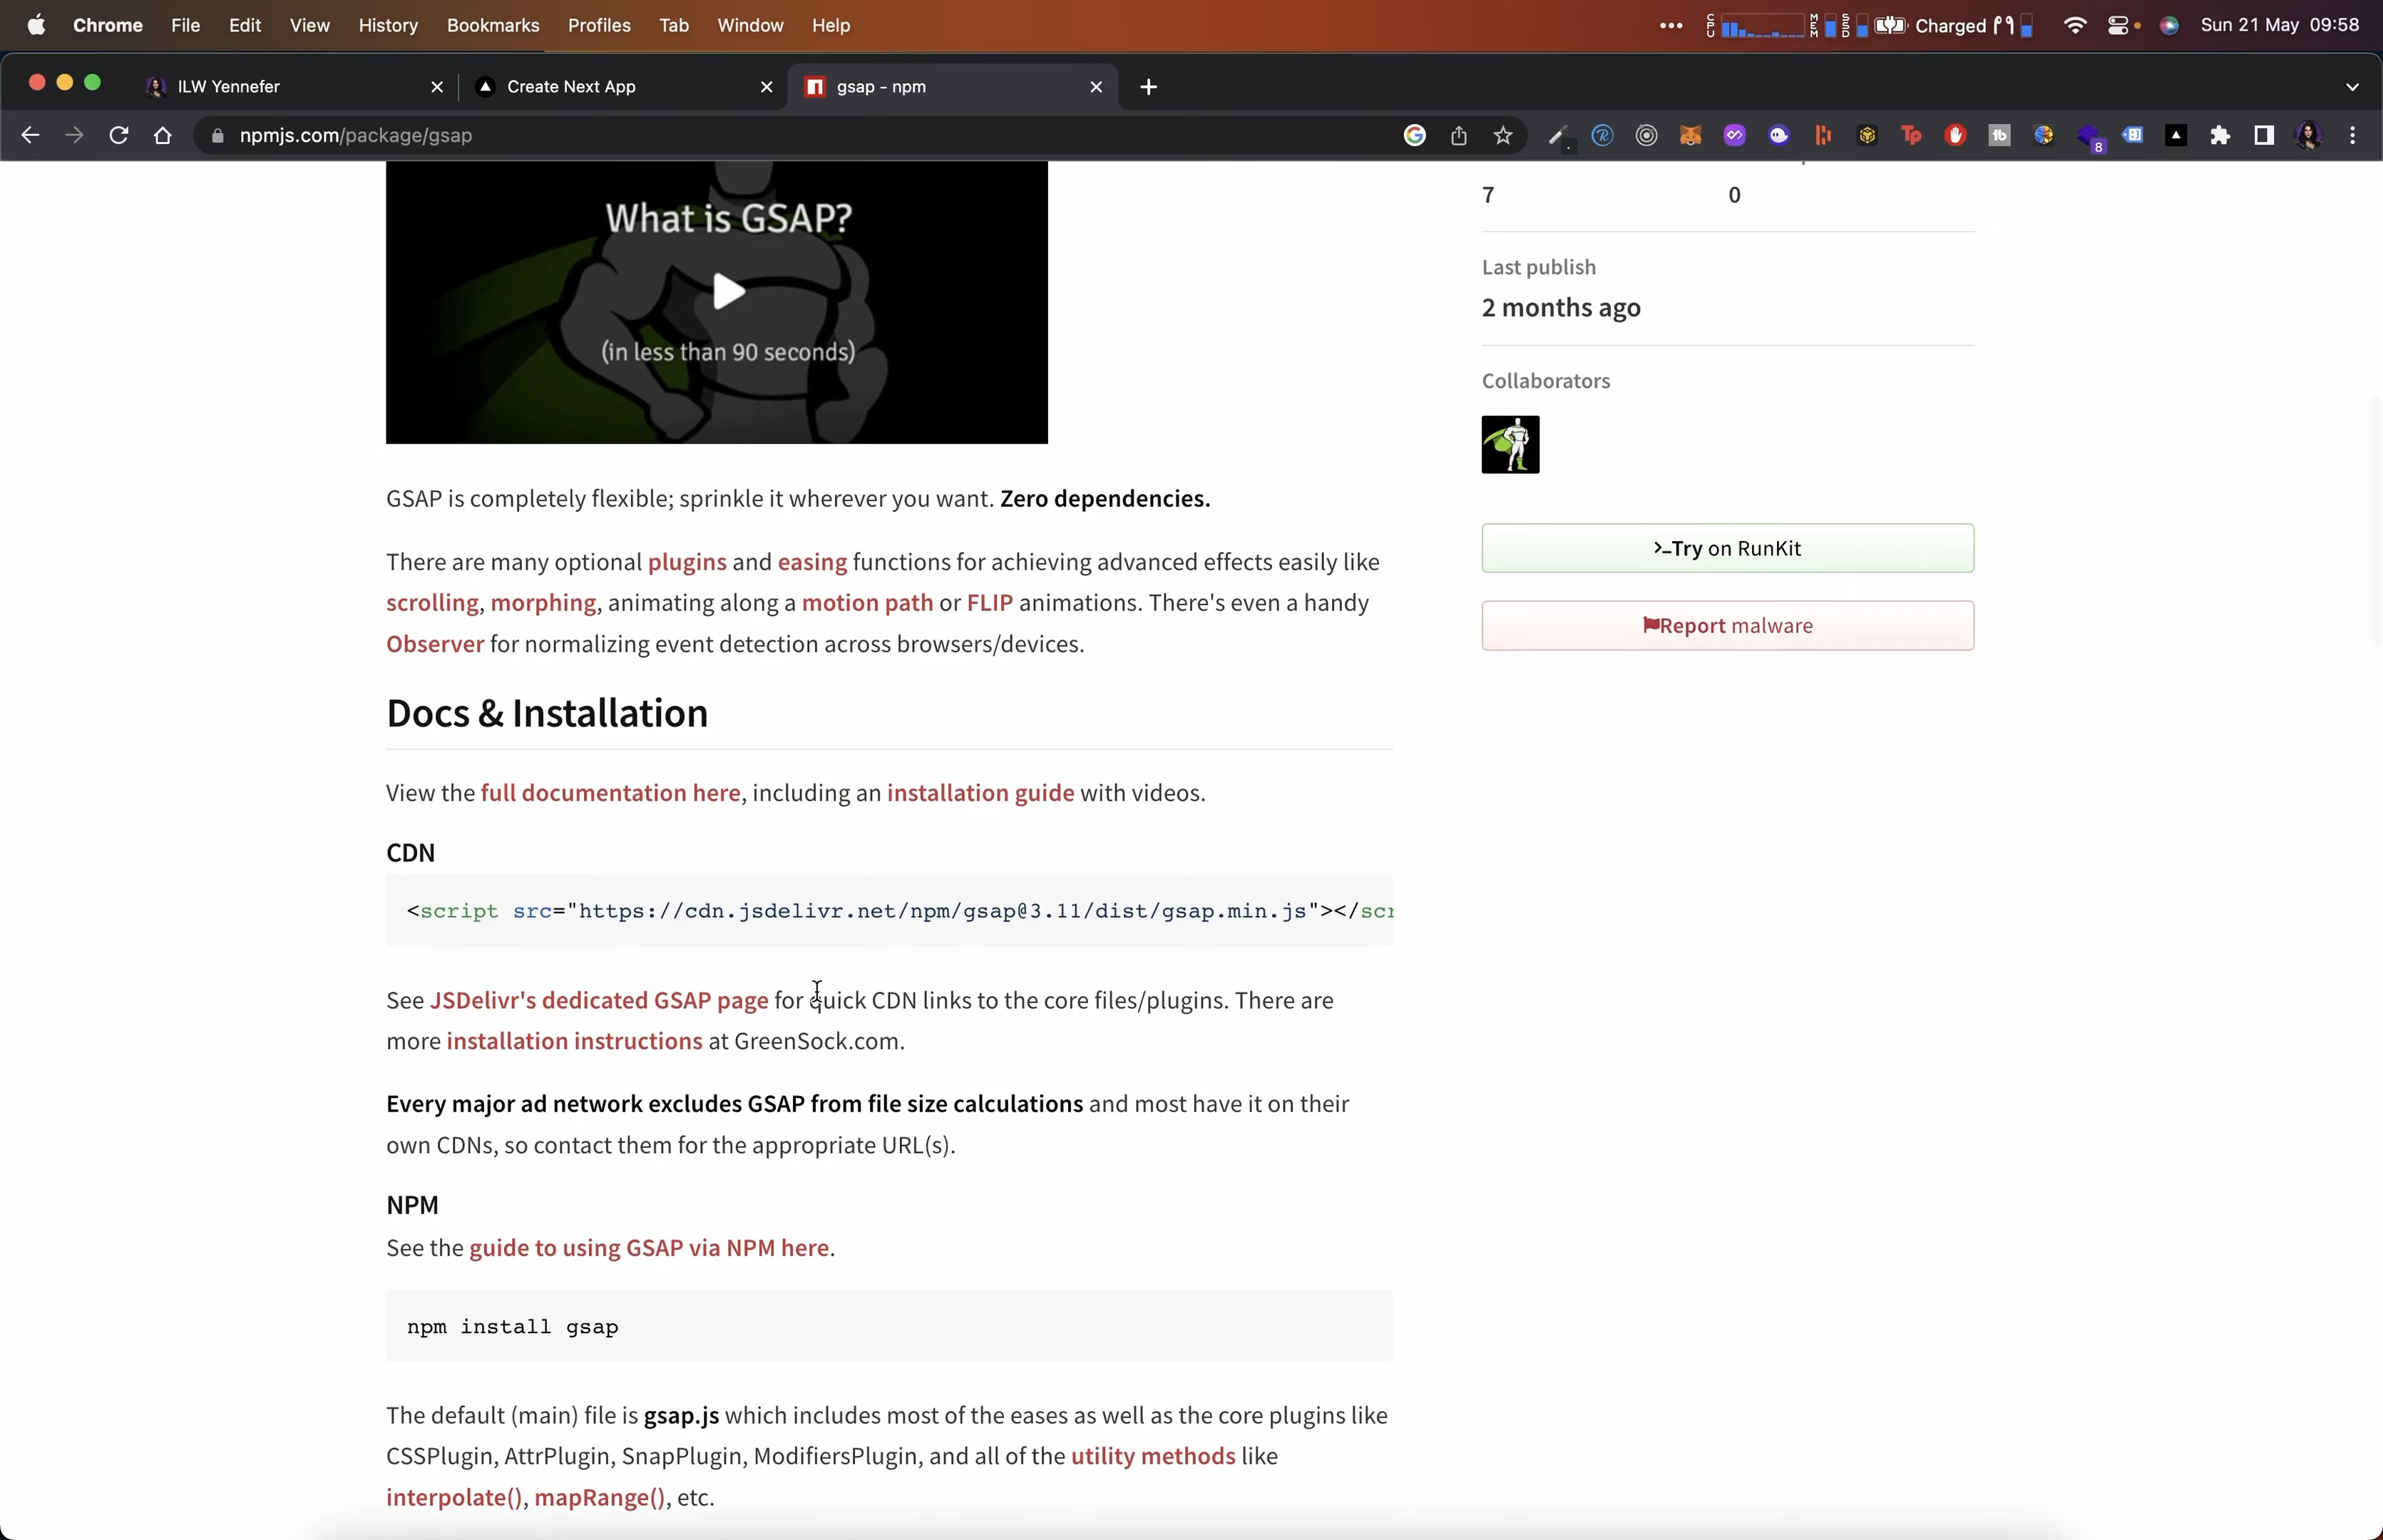 Chrome File Edit View History Bookmarks Profiles Tab Window Help
CPU MEM SSD Charged Sun 21 May 09:58
ILW Yennefer
Create Next App
gsap - npm
npmjs.com/package/gsap
8
What is GSAP?
(in less than 90 seconds)
GSAP is completely flexible; sprinkle it wherever you want. Zero dependencies.
There are many optional plugins and easing functions for achieving advanced effects easily like
scrolling, morphing, animating along a motion path or FLIP animations. There's even a handy
Observer for normalizing event detection across browsers/devices.
Docs & Installation
View the full documentation here, including an installation guide with videos.
CDN
<script src="https://cdn.jsdelivr.net/npm/gsap@3.11/dist/gsap.min.js"></scr
See JSDelivr's dedicated GSAP page for quick CDN links to the core files/plugins. There are
more installation instructions at GreenSock.com.
Every major ad network excludes GSAP from file size calculations and most have it on their
own CDNs, so contact them for the appropriate URL(s).
NPM
See the guide to using GSAP via NPM here.
npm install gsap
The default (main) file is gsap.js which includes most of the eases as well as the core plugins like
CSSPlugin, AttrPlugin, SnapPlugin, ModifiersPlugin, and all of the utility methods like
interpolate(), mapRange(), etc.
7 0
Last publish
2 months ago
Collaborators
Try on RunKit
Report malware